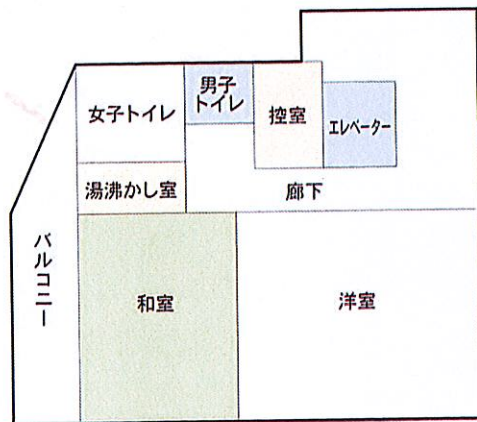 女子トイレ
男子
トイレ
控室
エレベーター
湯沸かし室
廊下
バルコニー
和室
洋室